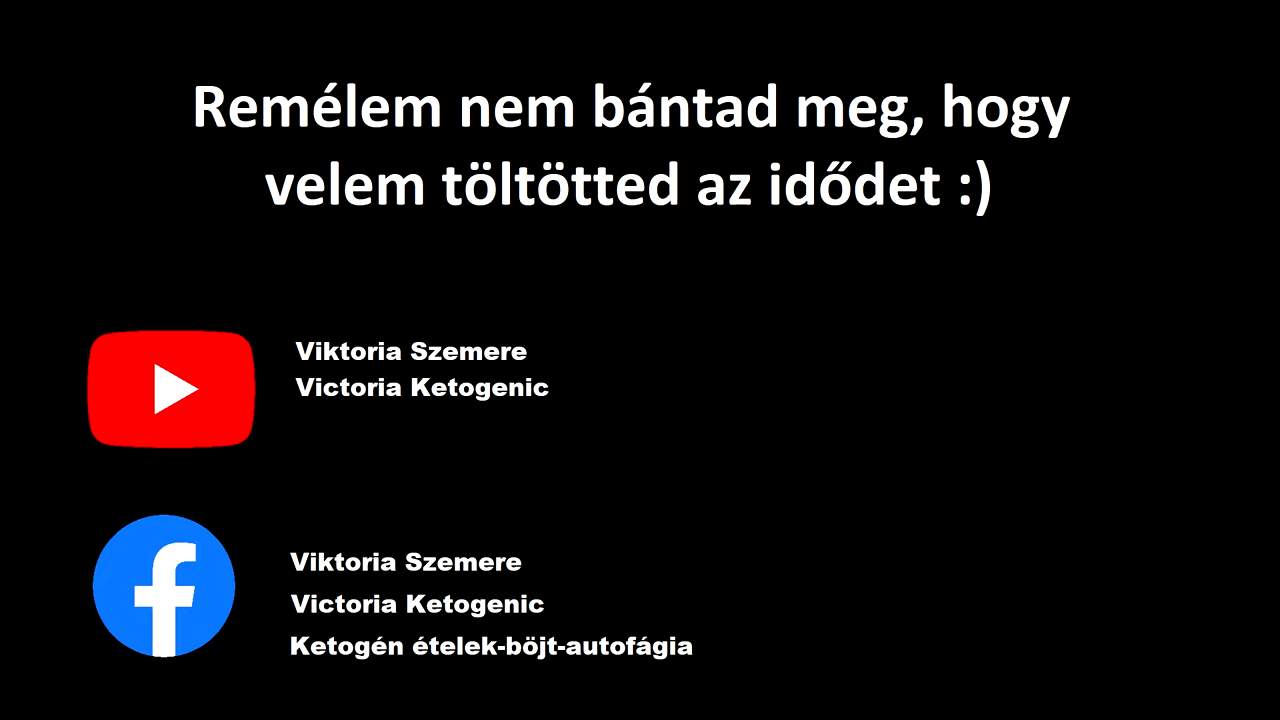 Remélem nem bántad meg, hogy
velem töltötted az idődet :)
Viktoria Szemere
Victoria Ketogenic
Viktoria Szemere
Victoria Ketogenic
Ketogén ételek-böjt-autofágia